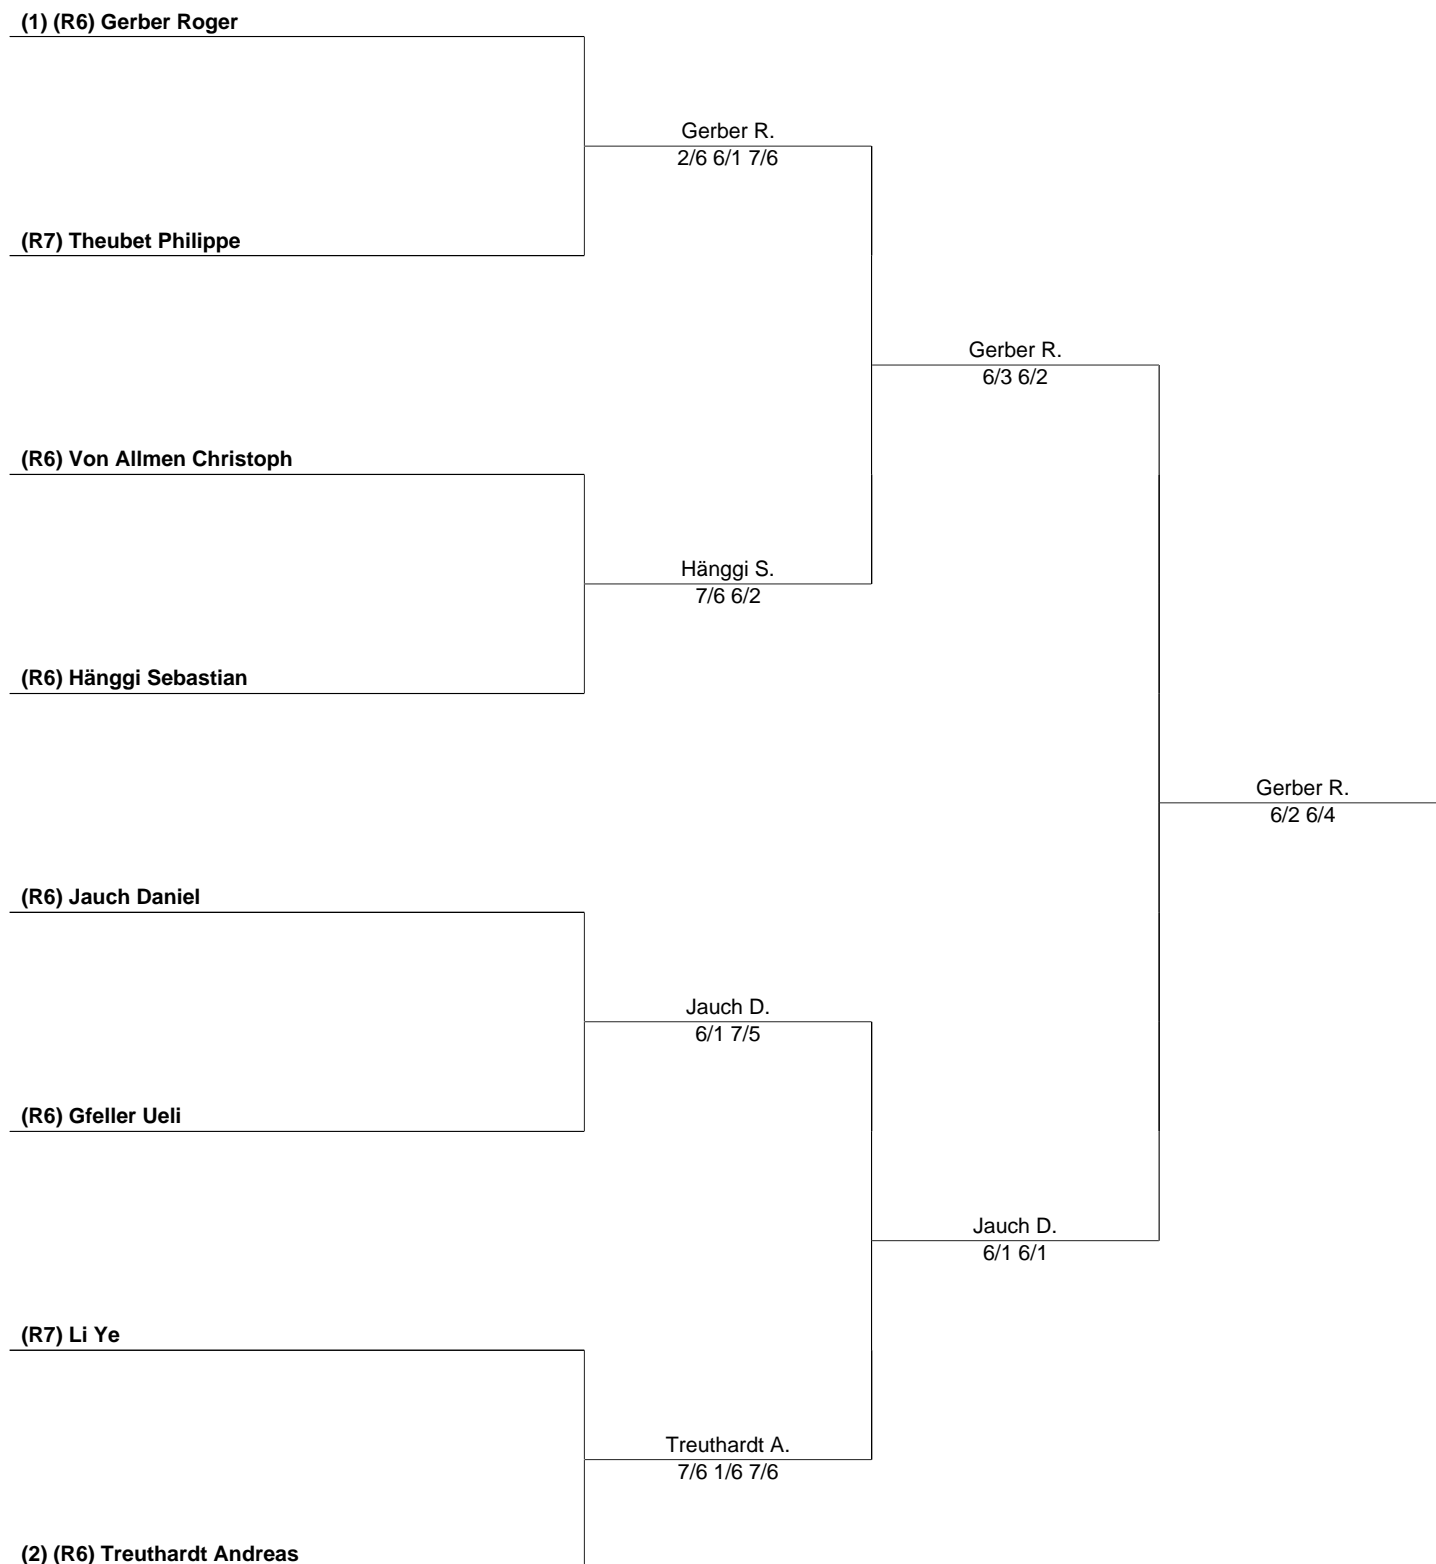 (1) (R6) Gerber Roger
Gerber R.
2/6 6/1 7/6
(R7) Theubet Philippe
Gerber R.
6/3 6/2
(R6) Von Allmen Christoph
Hänggi S.
7/6 6/2
(R6) Hänggi Sebastian
Gerber R.
6/2 6/4
(R6) Jauch Daniel
Jauch D.
6/1 7/5
(R6) Gfeller Ueli
Jauch D.
6/1 6/1
(R7) Li Ye
Treuthardt A.
7/6 1/6 7/6
(2) (R6) Treuthardt Andreas